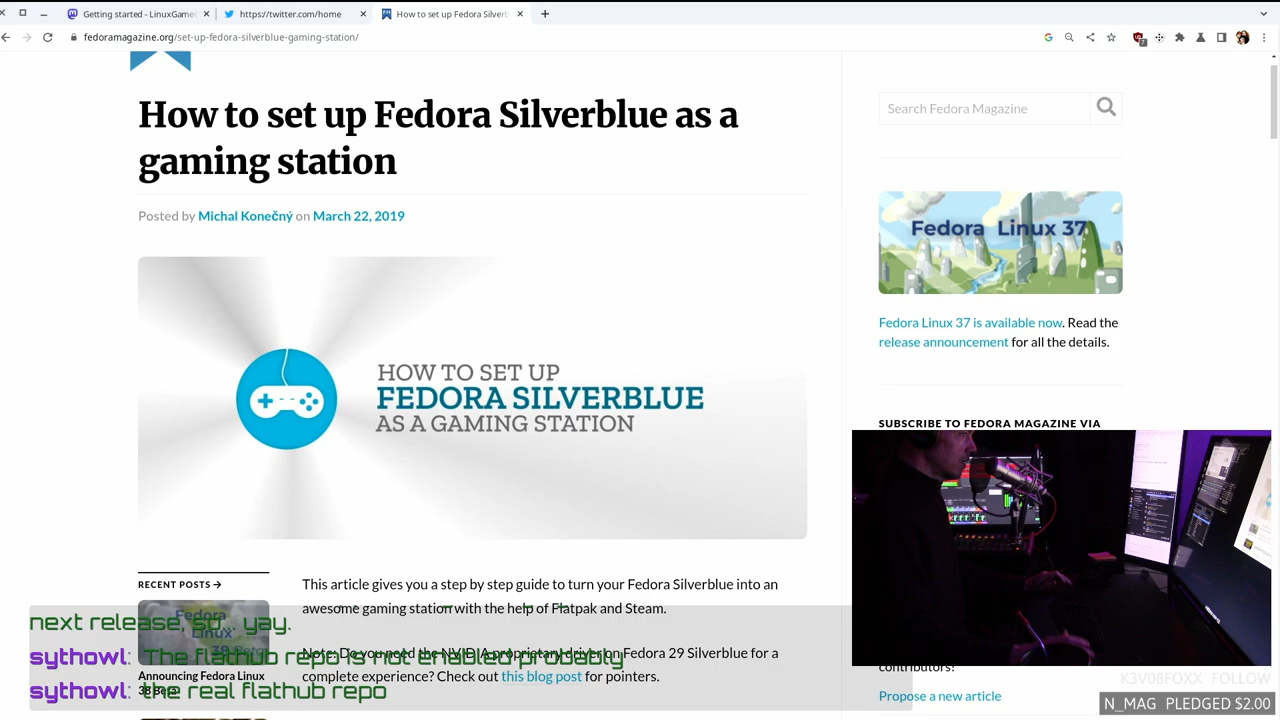 Getting started - LinuxGame
https://twitter.com/home
How to set up Fedora Silverb
fedoramagazine.org/set-up-fedora-silverblue-gaming-station/
7
How to set up Fedora Silverblue as a
gaming station
Posted by Michal Konečný on March 22, 2019
HOW TO SET UP
FEDORA SILVERBLUE
AS A GAMING STATION
Search Fedora Magazine
Fedora Linux 37
Fedora Linux 37 is available now. Read the
release announcement for all the details.
SUBSCRIBE TO FEDORA MAGAZINE VIA
RECENT POSTS →
Fedora
Linux
38 Beta
Announcing Fedora Linux
38 Beta
This article gives you a step by step guide to turn your Fedora Silverblue into an
awesome gaming station with the help of Flatpak and Steam.
Note: Do you need the NVIDIA proprietary driver on Fedora 29 Silverblue for a
complete experience? Check out this blog post for pointers.
next release, so... yay.
sythowl: The flathub repo is not enabled probably
sythowl: the real flathub repo
contributors!
Propose a new article
K3V08FOXX FOLLOW
N_MAG PLEDGED $2.00